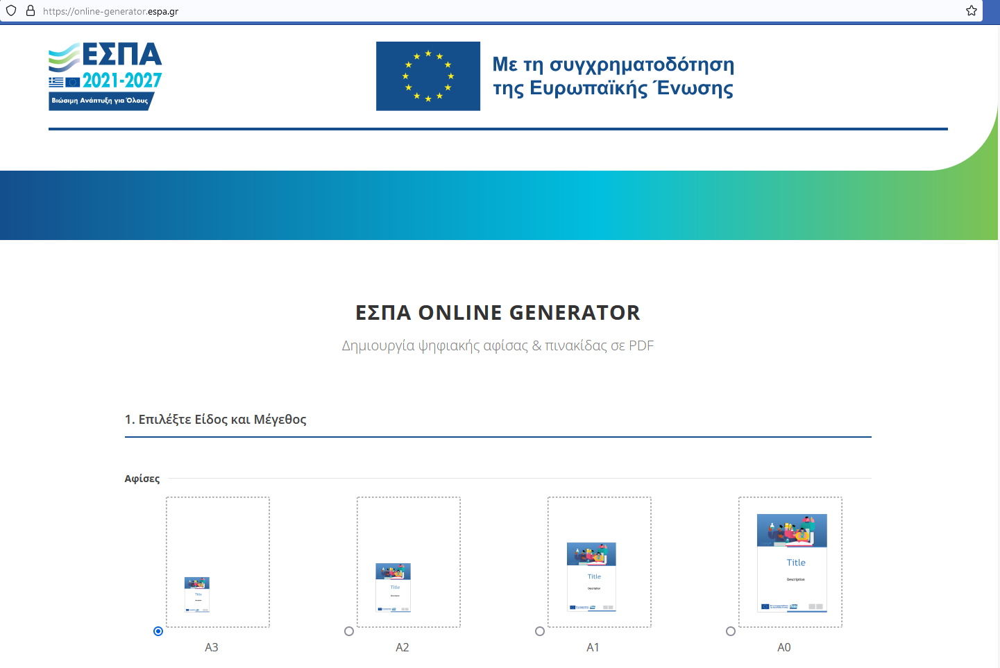 https://online-generator.espa.gr
ΕΣΠΑ
2021-2027
Βιώσιμη Ανάπτυξη για Όλους
Με τη συγχρηματοδότηση
της Ευρωπαϊκής Ένωσης
ΕΣΠΑ ONLINE GENERATOR
Δημιουργία ψηφιακής αφίσας & πινακίδας σε PDF
1. Επιλέξτε Είδος και Μέγεθος
Αφίσες
Title
Title
Title
Description
Title
Description
A3
A2
A1
A0